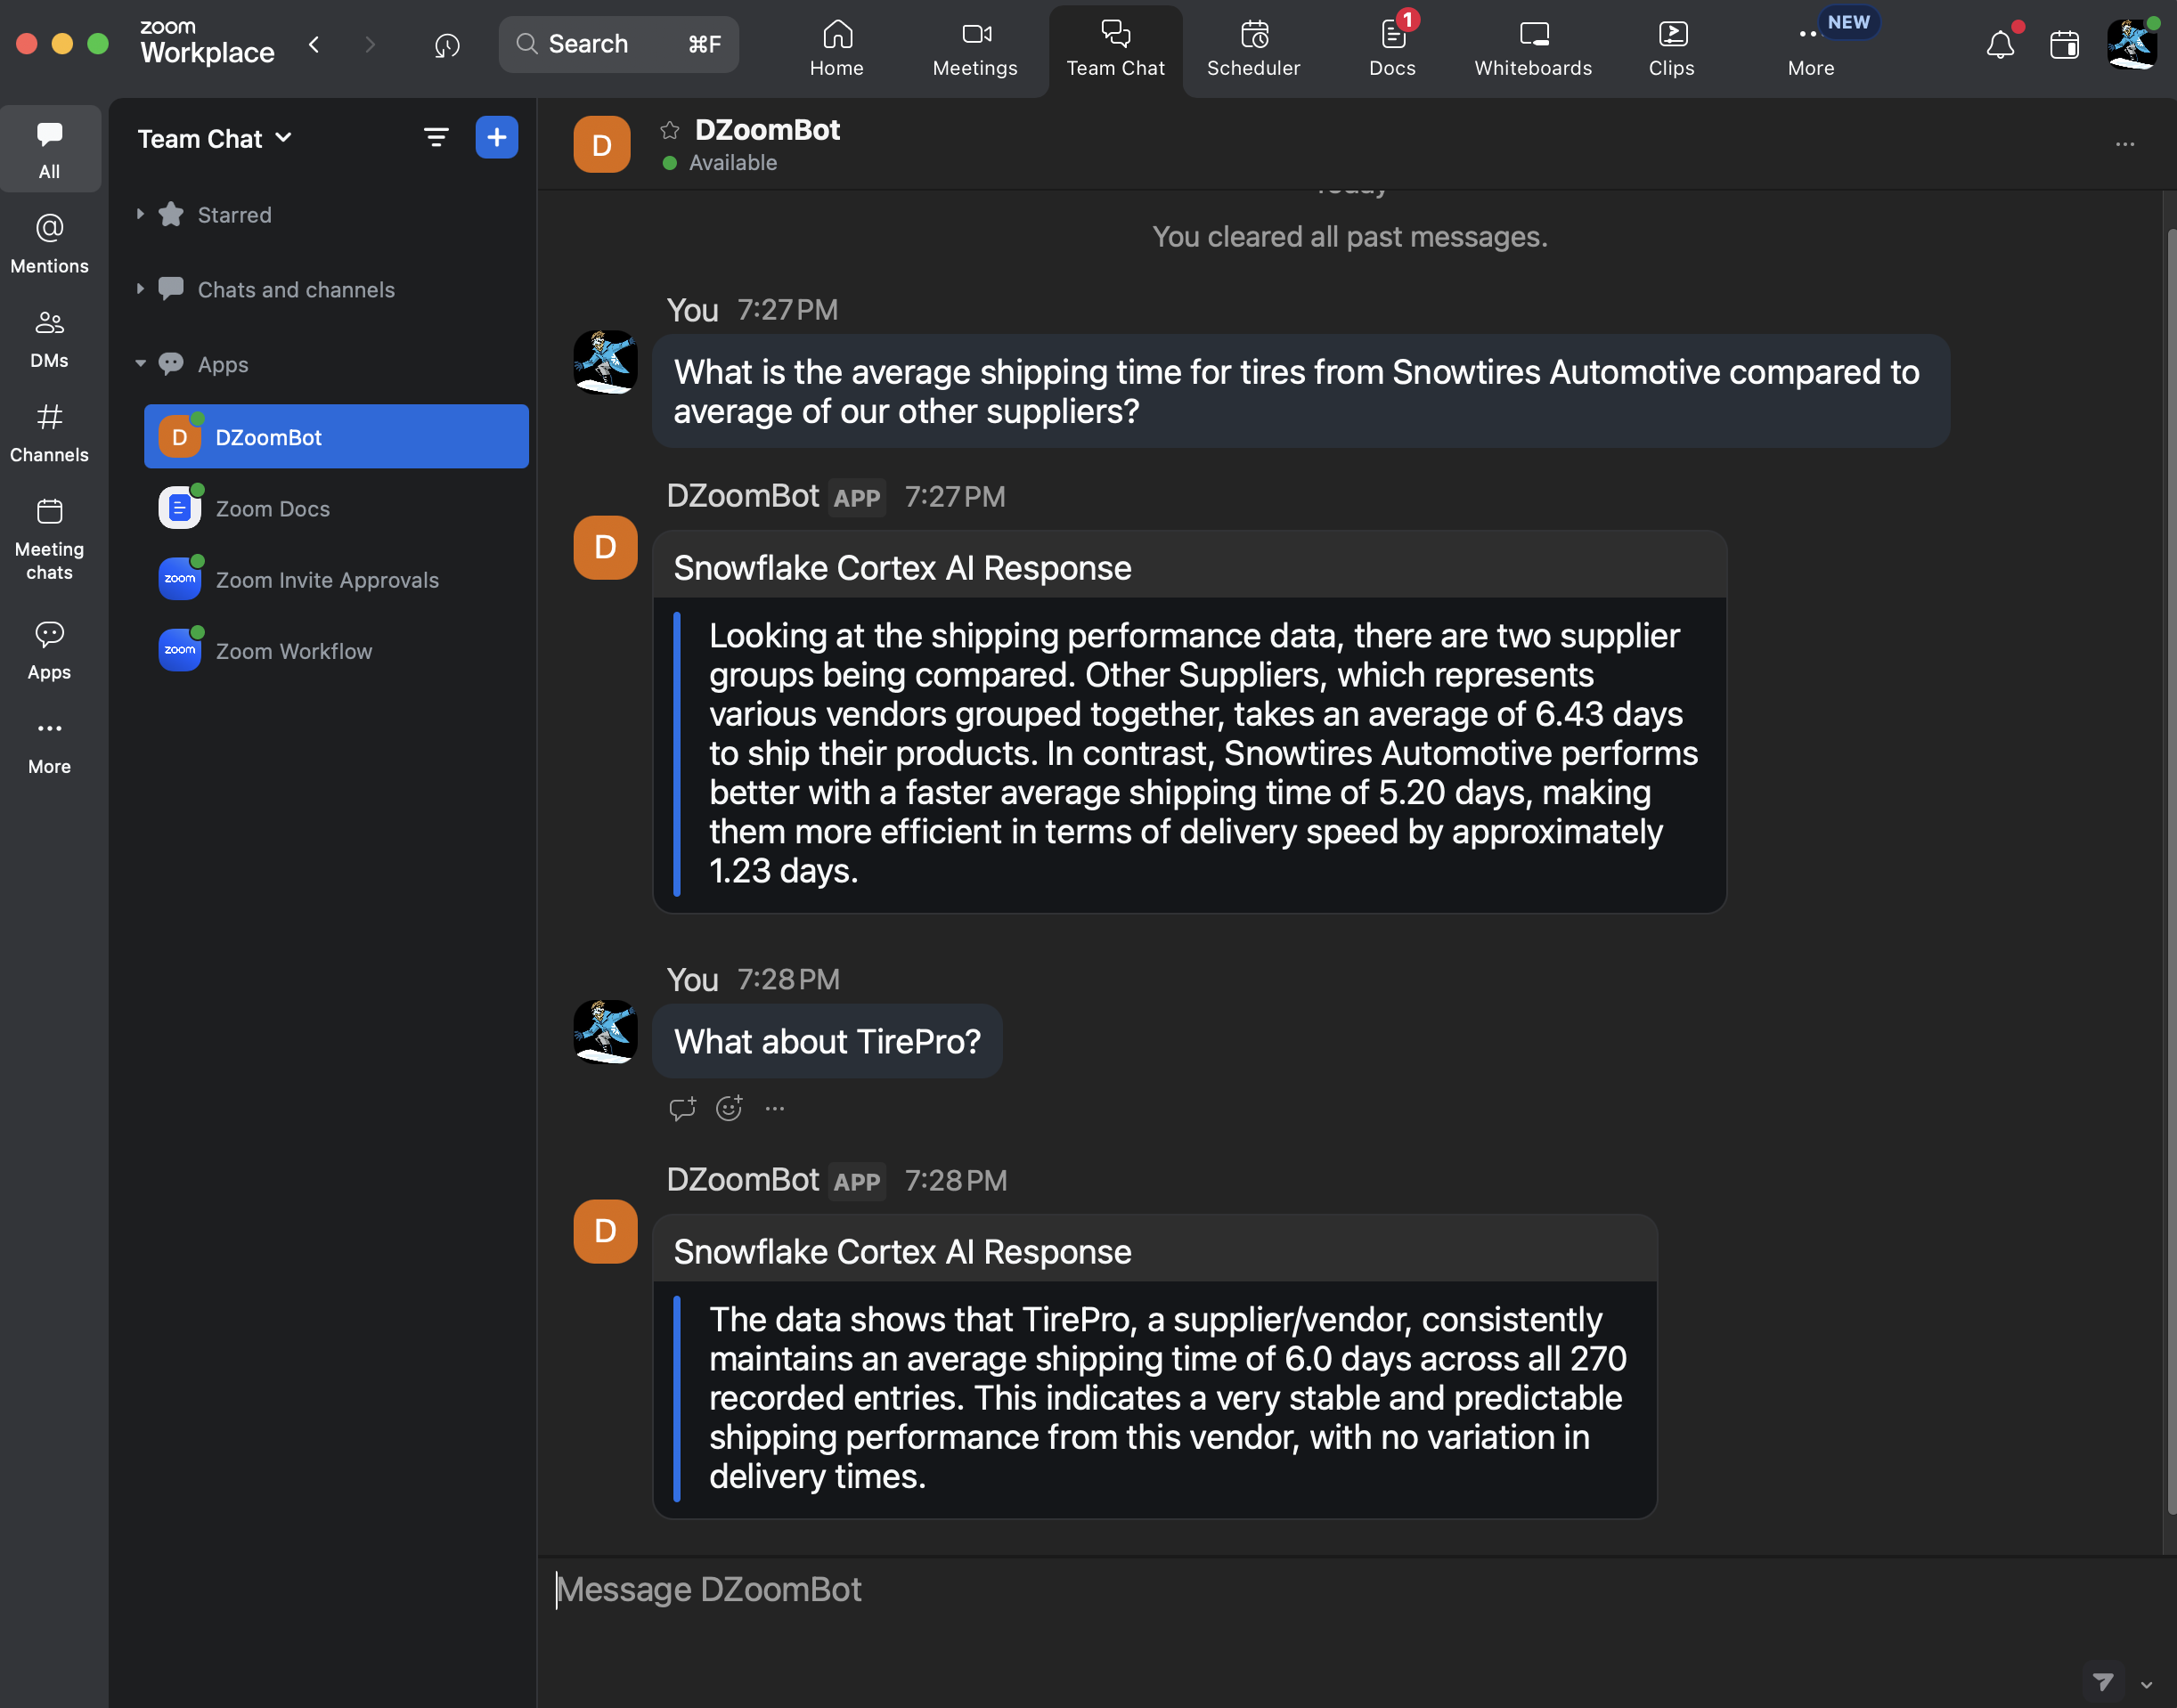 zoom
Workplace
Search ⌘F
Home
Meetings
Team Chat
Scheduler
1
Docs
Whiteboards
Clips
NEW
More
All
Mentions
DMs
Channels
Meeting
chats
Apps
More
Team Chat
Starred
Chats and channels
Apps
D DZoomBot
Zoom Docs
zoom Zoom Invite Approvals
zoom Zoom Workflow
D
DZoomBot
Available
Today
You cleared all past messages.
You 7:27 PM
What is the average shipping time for tires from Snowtires Automotive compared to
average of our other suppliers?
DZoomBot APP 7:27 PM
D
Snowflake Cortex AI Response
Looking at the shipping performance data, there are two supplier
groups being compared. Other Suppliers, which represents
various vendors grouped together, takes an average of 6.43 days
to ship their products. In contrast, Snowtires Automotive performs
better with a faster average shipping time of 5.20 days, making
them more efficient in terms of delivery speed by approximately
1.23 days.
You 7:28 PM
What about TirePro?
DZoomBot APP 7:28 PM
D
Snowflake Cortex AI Response
The data shows that TirePro, a supplier/vendor, consistently
maintains an average shipping time of 6.0 days across all 270
recorded entries. This indicates a very stable and predictable
shipping performance from this vendor, with no variation in
delivery times.
Message DZoomBot